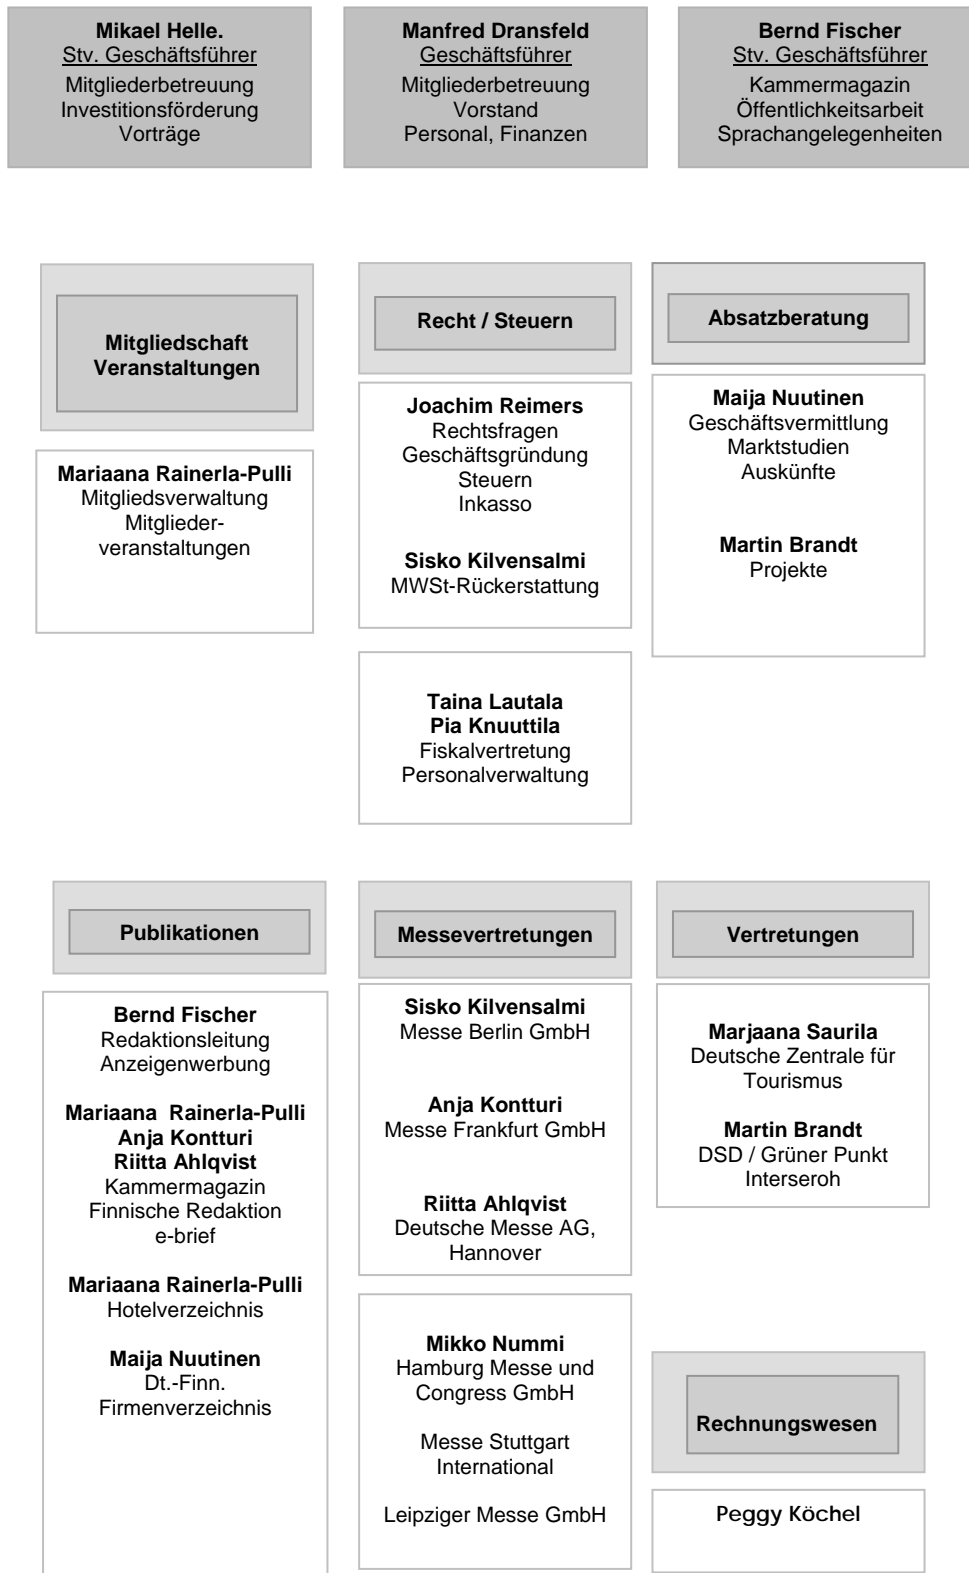 Mikael Helle.
Stv. Geschäftsführer
Mitgliederbetreuung
Investitionsförderung
Vorträge
Manfred Dransfeld
Geschäftsführer
Mitgliederbetreuung
Vorstand
Personal, Finanzen
Bernd Fischer
Stv. Geschäftsführer
Kammermagazin
Öffentlichkeitsarbeit
Sprachangelegenheiten
Mitgliedschaft
Veranstaltungen
Mariaana Rainerla-Pulli
Mitgliedsverwaltung
Mitglieder-
veranstaltungen
Recht / Steuern
Joachim Reimers
Rechtsfragen
Geschäftsgründung
Steuern
Inkasso
Sisko Kilvensalmi
MWSt-Rückerstattung
Taina Lautala
Pia Knuuttila
Fiskalvertretung
Personalverwaltung
Absatzberatung
Maija Nuutinen
Geschäftsvermittlung
Marktstudien
Auskünfte
Martin Brandt
Projekte
Publikationen
Bernd Fischer
Redaktionsleitung
Anzeigenwerbung
Mariaana  Rainerla-Pulli
Anja Kontturi
Riitta Ahlqvist
Kammermagazin
Finnische Redaktion
e-brief
Mariaana Rainerla-Pulli
Hotelverzeichnis
Maija Nuutinen
Dt.-Finn.
Firmenverzeichnis
Messevertretungen
Sisko Kilvensalmi
Messe Berlin GmbH
Anja Kontturi
Messe Frankfurt GmbH
Riitta Ahlqvist
Deutsche Messe AG,
Hannover
Mikko Nummi
Hamburg Messe und
Congress GmbH
Messe Stuttgart
International
Leipziger Messe GmbH
Vertretungen
Marjaana Saurila
Deutsche Zentrale für
Tourismus
Martin Brandt
DSD / Grüner Punkt
Interseroh
Rechnungswesen
Peggy Köchel